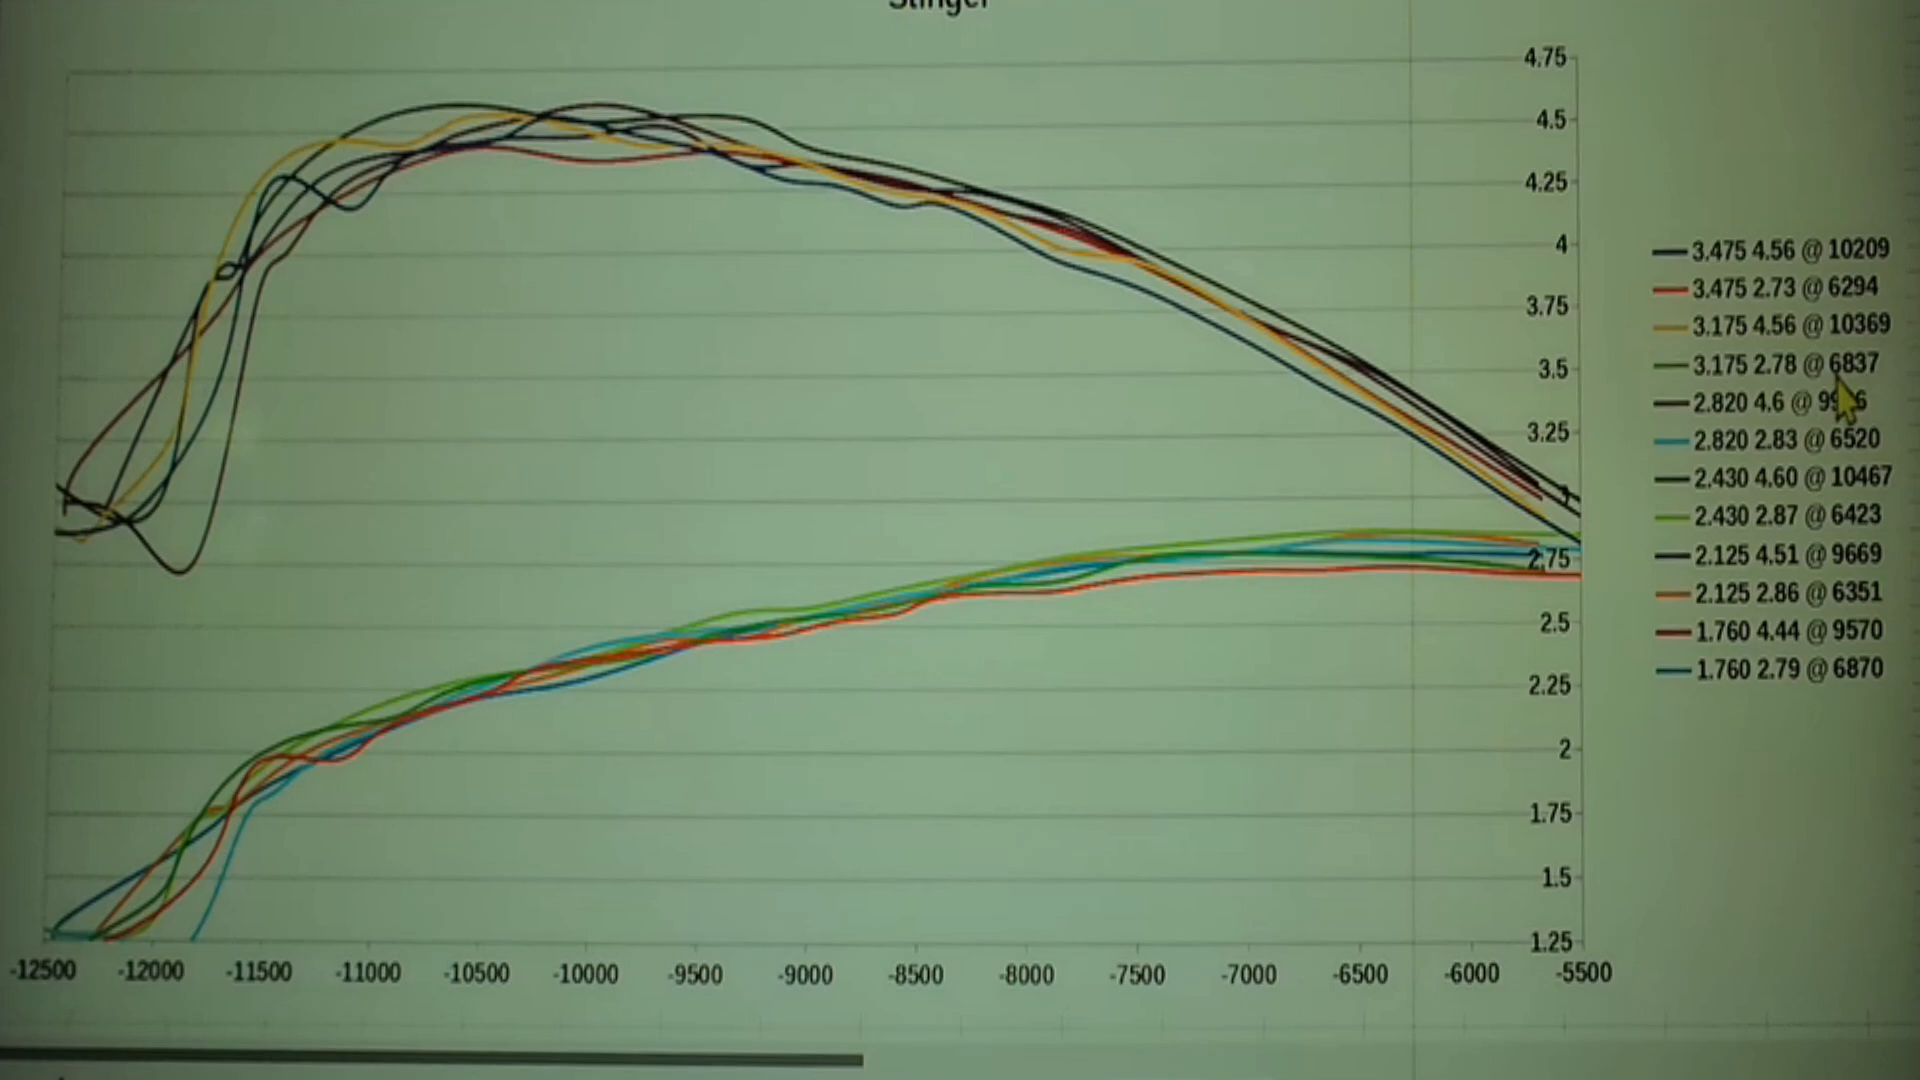 Stinger
4.75
4.5
4.25
4
3.75
3.5
3.25
3
2.75
2.5
2.25
2
1.75
1.5
1.25
-12500 -12000 -11500 -11000 -10500 -10000 -9500 -9000 -8500 -8000 -7500 -7000 -6500 -6000 -5500
3.475 4.56 @ 10209
3.475 2.73 @ 6294
3.175 4.56 @ 10369
3.175 2.78 @ 6837
2.820 4.6 @
2.820 2.83 @ 6520
2.430 4.60 @ 10467
2.430 2.87 @ 6423
2.125 4.51 @ 9669
2.125 2.86 @ 6351
1.760 4.44 @ 9570
1.760 2.79 @ 6870